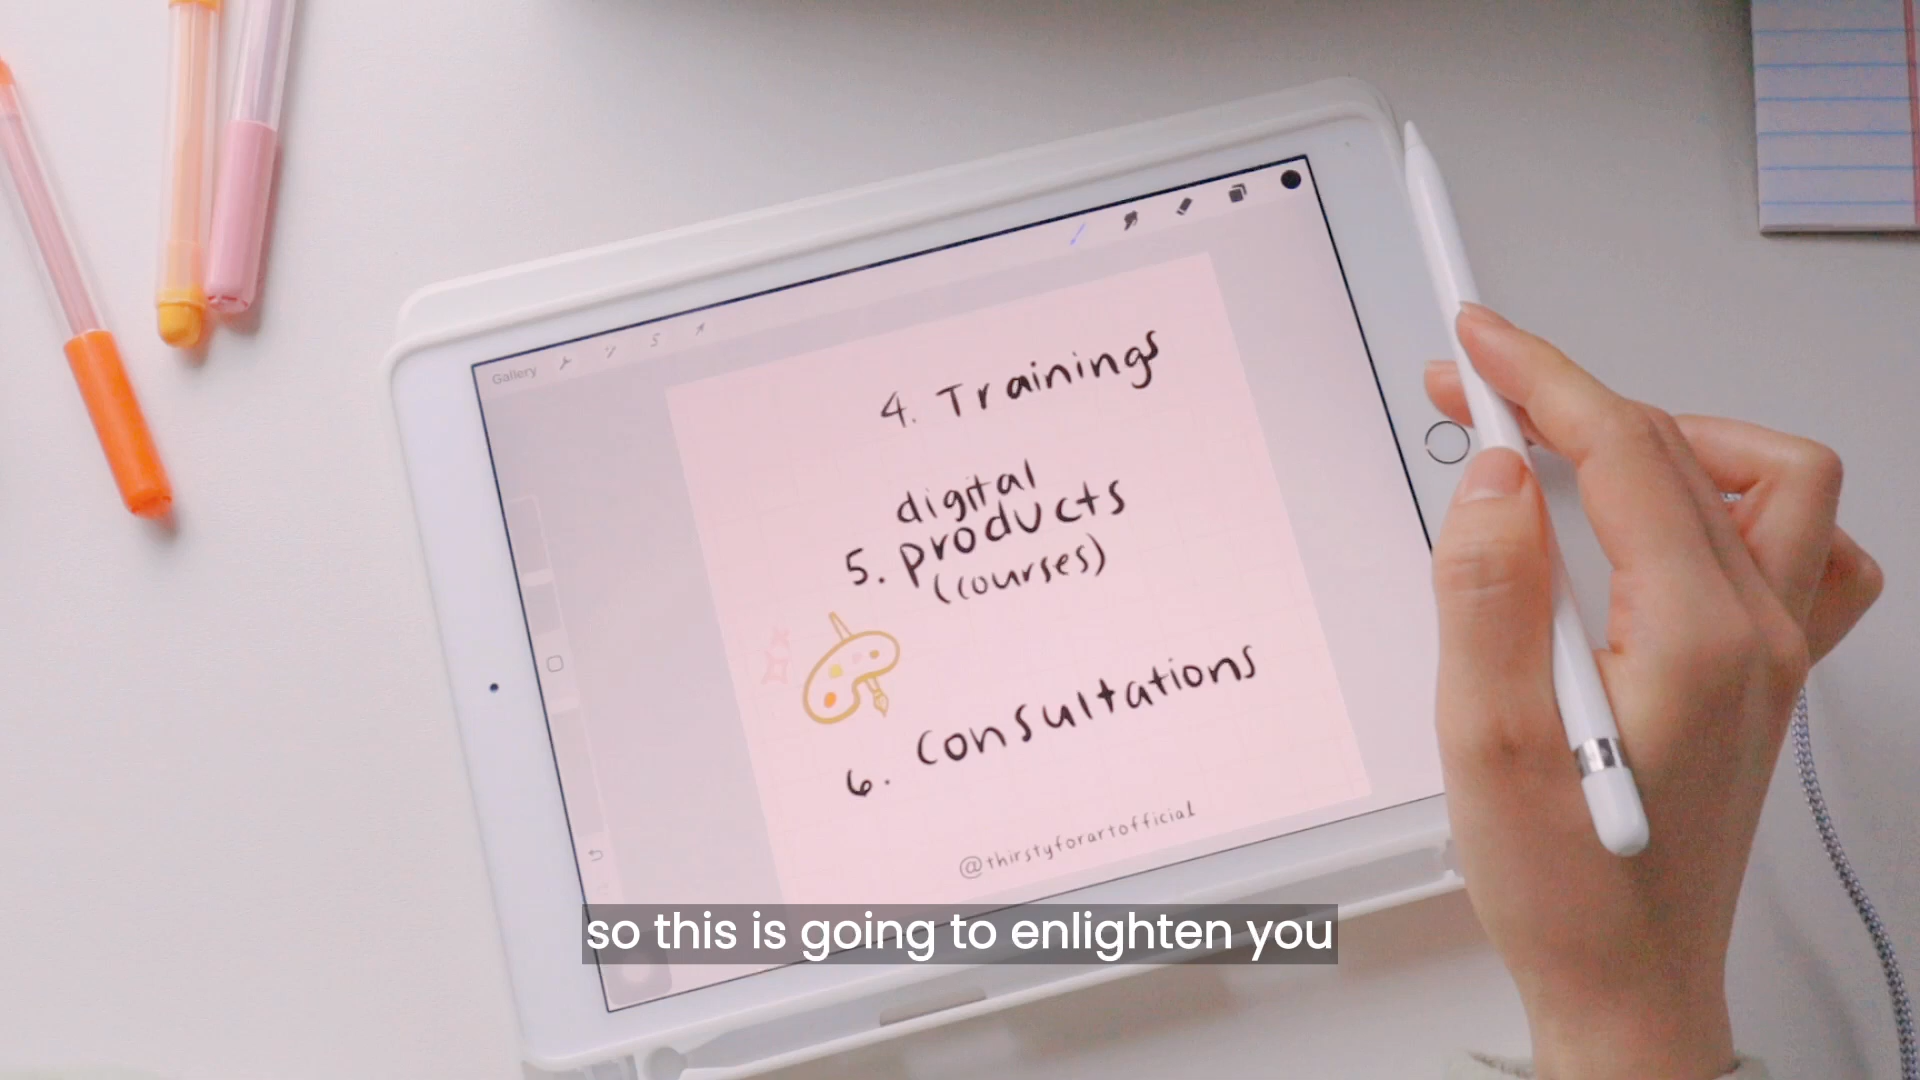 Gallery
4. Trainings
digital
5. products
(courses)
6. Consultations
@thirstyforartofficial
so this is going to enlighten you